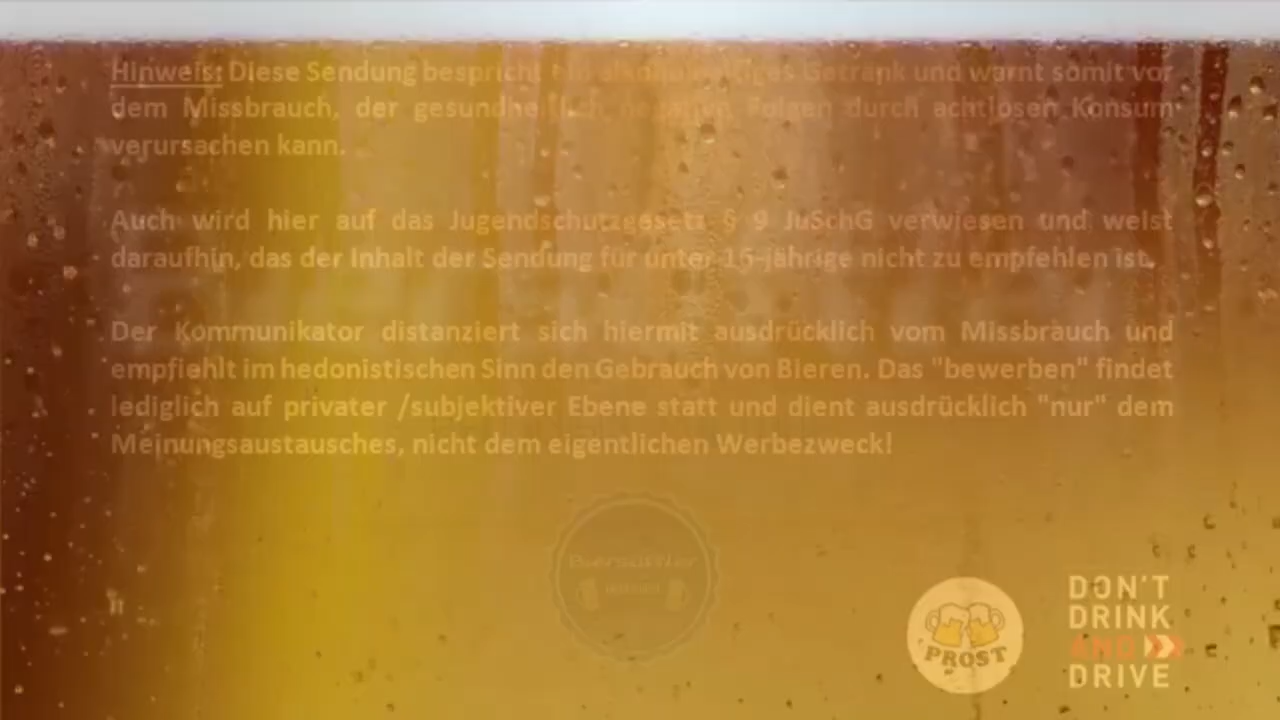 Hinweis: Diese Sendung bespricht ein alkoholhaltiges Getränk und warnt somit vor
dem Missbrauch, der gesundheitlich negative Folgen durch achtlosen Konsum
verursachen kann.
Auch wird hier auf das Jugendschutzgesetz § 9 JuSchG verwiesen und weist
daraufhin, das der Inhalt der Sendung für unter 16-jährige nicht zu empfehlen ist.
Der Kommunikator distanziert sich hiermit ausdrücklich vom Missbrauch und
empfiehlt im hedonistischen Sinn den Gebrauch von Bieren. Das "bewerben" findet
lediglich auf privater /subjektiver Ebene statt und dient ausdrücklich "nur" dem
Meinungsaustausches, nicht dem eigentlichen Werbezweck!
PROST
DON'T
DRINK
AND
DRIVE